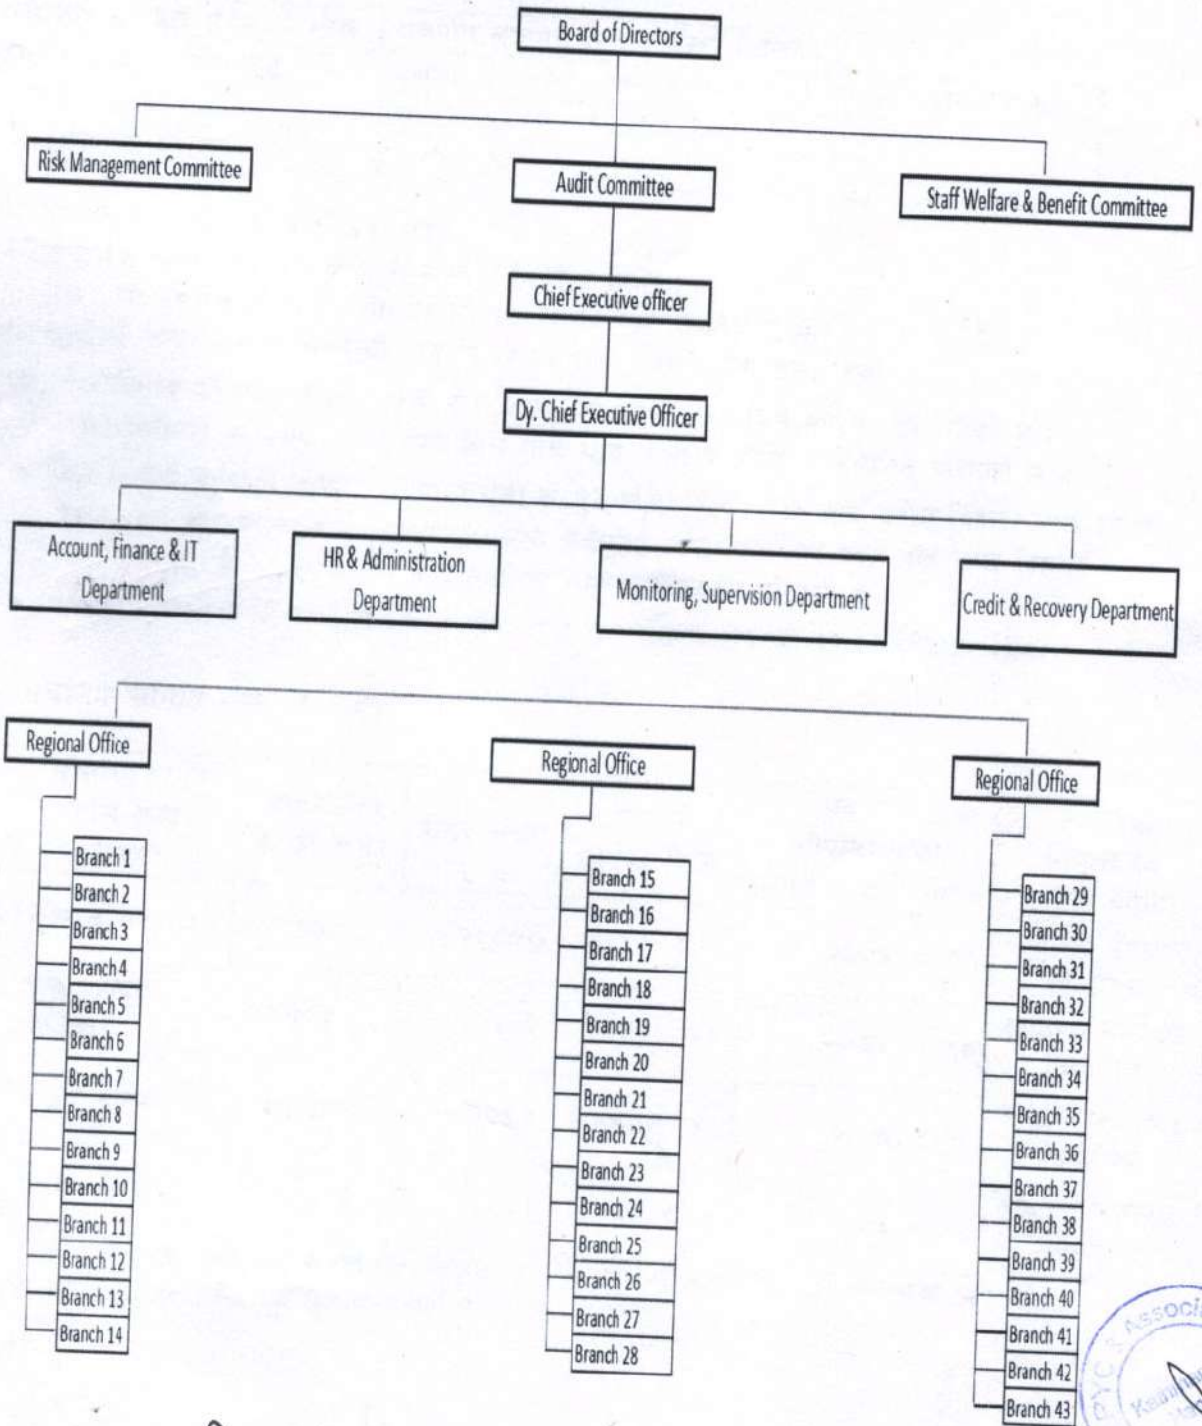 Board of Directors
Risk Management Committee
Audit Committee
Staff Welfare & Benefit Committee
Chief Executive officer
Dy. Chief Executive Officer
Account, Finance & IT
Department
HR & Administration
Department
Monitoring, Supervision Department
Credit & Recovery Department
Regional Office
Branch 1
Branch 2
Branch 3
Branch 4
Branch 5
Branch 6
Branch 7
Branch 8
Branch 9
Branch 10
Branch 11
Branch 12
Branch 13
Branch 14
Regional Office
Branch 15
Branch 16
Branch 17
Branch 18
Branch 19
Branch 20
Branch 21
Branch 22
Branch 23
Branch 24
Branch 25
Branch 26
Branch 27
Branch 28
Regional Office
Branch 29
Branch 30
Branch 31
Branch 32
Branch 33
Branch 34
Branch 35
Branch 36
Branch 37
Branch 38
Branch 39
Branch 40
Branch 41
Branch 42
Branch 43